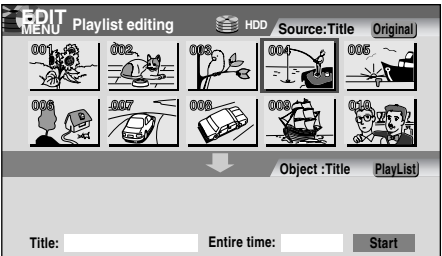 EDIT
MENU Playlist editing HDD Source:Title Original
001 002 003 004 005
006 007 008 009 010
Object :Title PlayList
Title: Entire time: Start